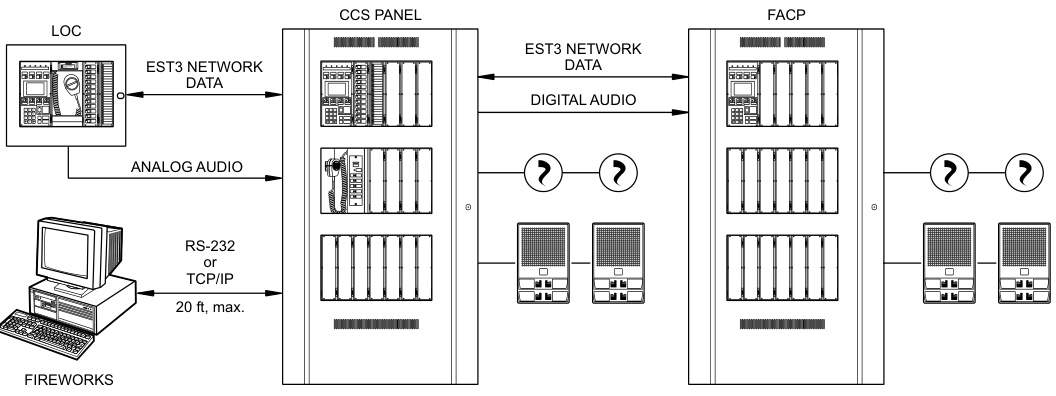 LOC
CCS PANEL
FACP
EST3 NETWORK
DATA
EST3 NETWORK
DATA
DIGITAL AUDIO
ANALOG AUDIO
RS-232
or
TCP/IP
20 ft, max.
FIREWORKS